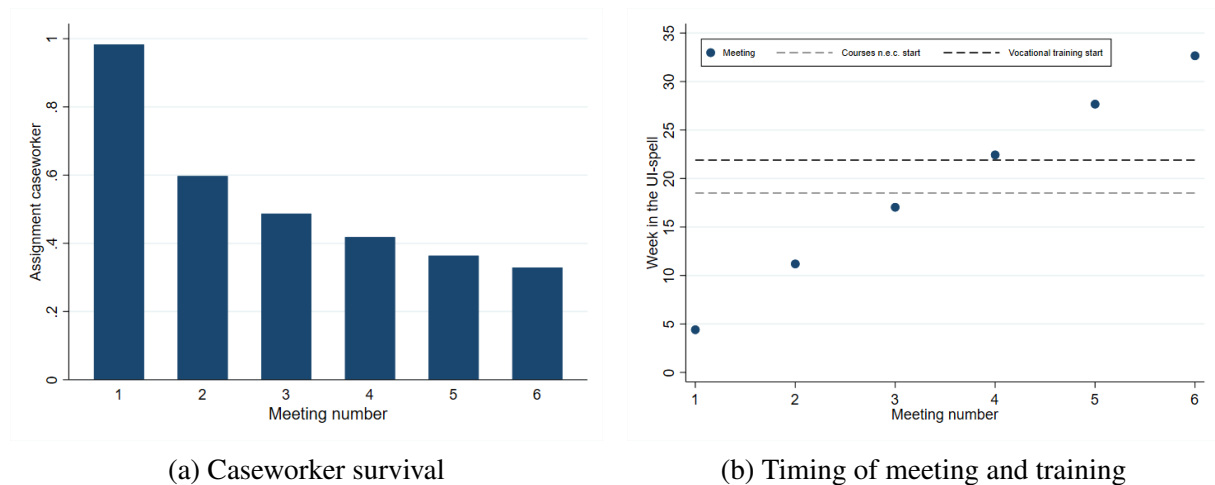 Assignment caseworker
1
.8
.6
.4
.2
0
1 2 3 4 5 6
Meeting number
(a) Caseworker survival
Week in the UI-spell
35
30
25
20
15
10
5
0
Meeting Courses n.e.c. start Vocational training start
1 2 3 4 5 6
Meeting number
(b) Timing of meeting and training